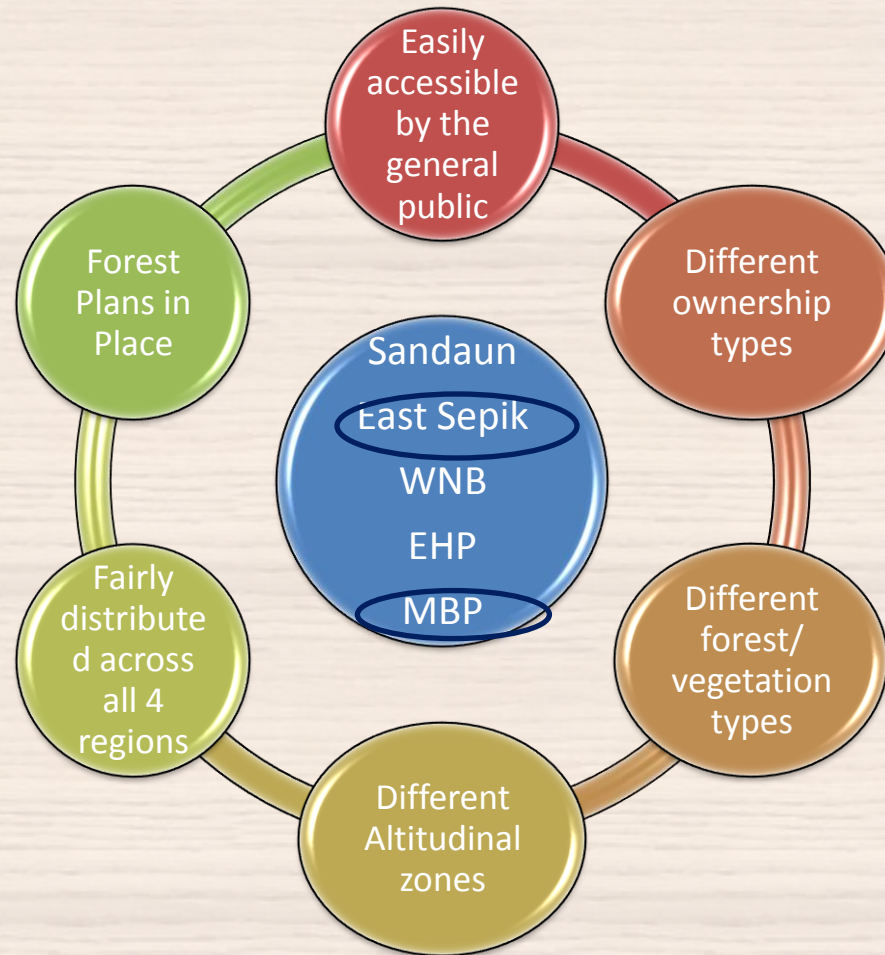 Easily
accessible
by the
general
public
Different
ownership
types
Different
forest/
vegetation
types
Different
Altitudinal
zones
Fairly
distribute
d across
all 4
regions
Forest
Plans in
Place
Sandaun
East Sepik
WNB
EHP
MBP